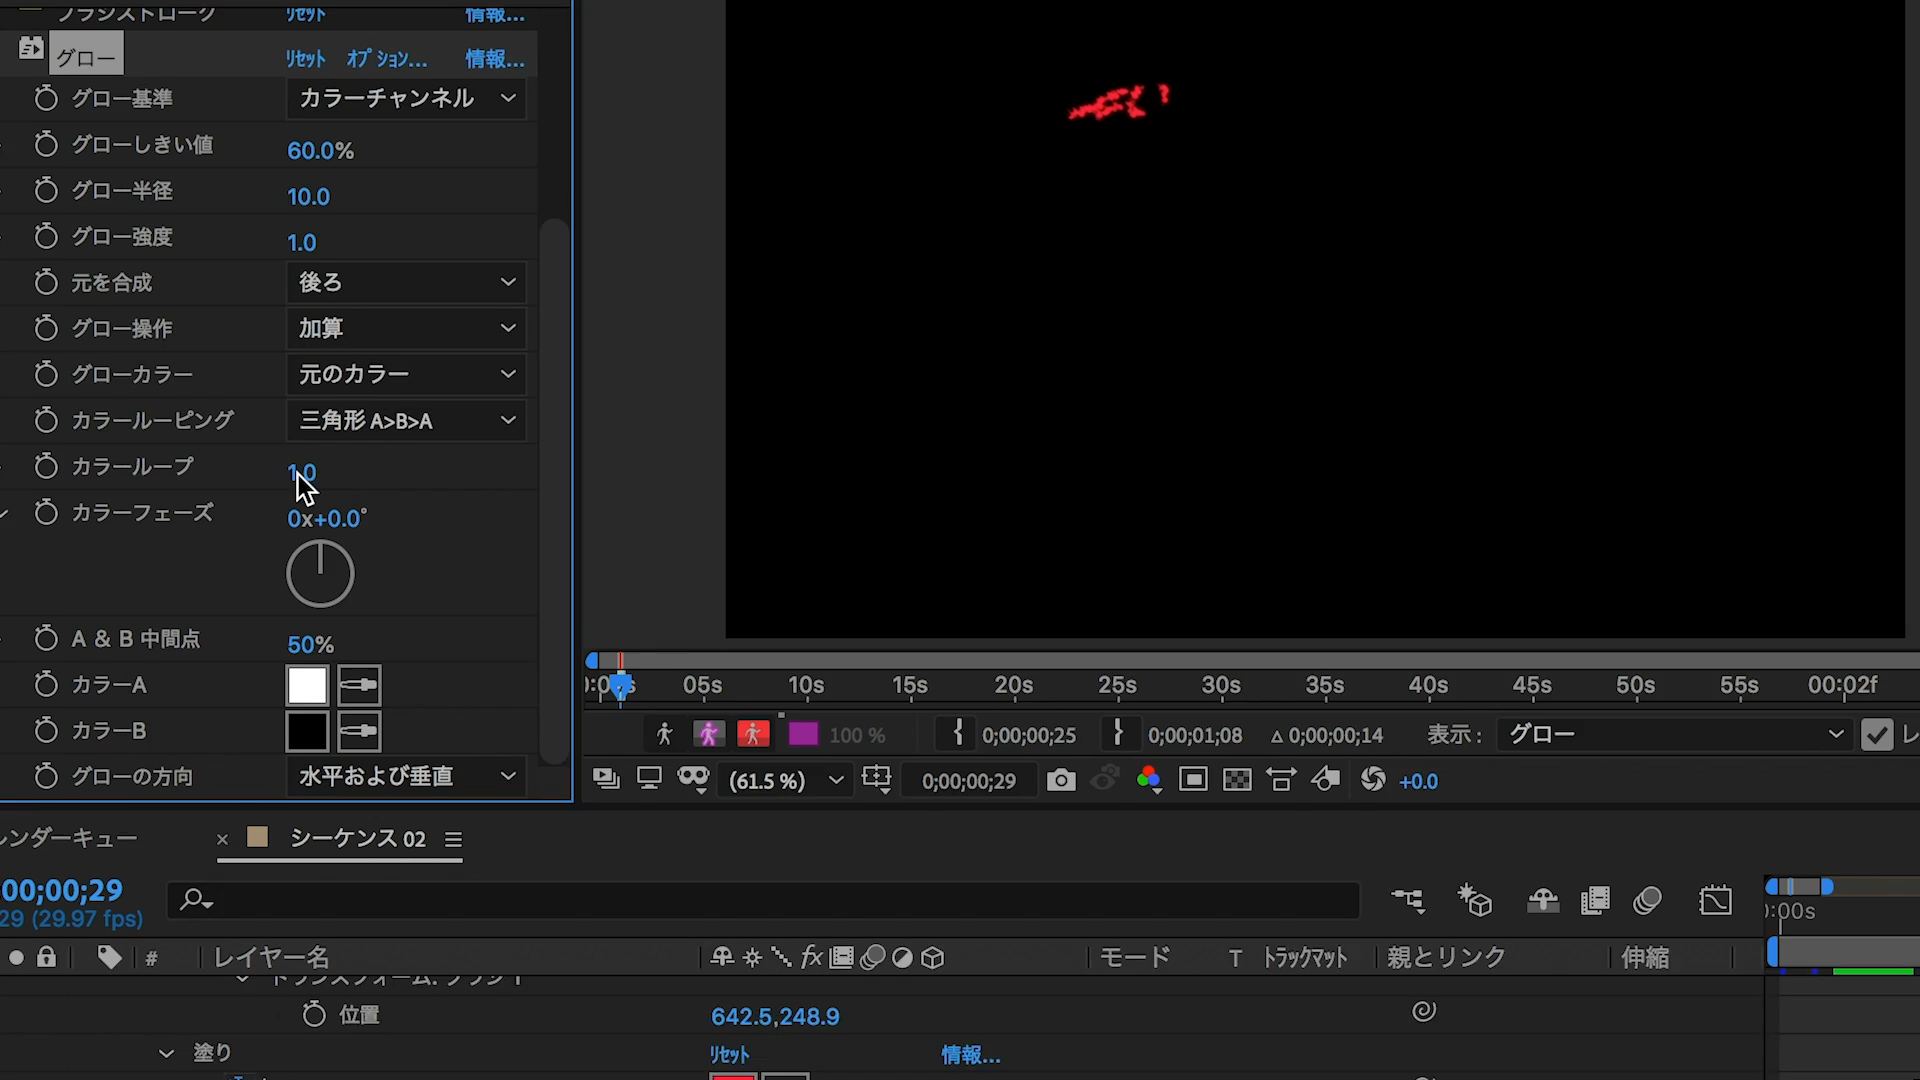 ブラシストローク リセット 情報...
グロー リセット オプション... 情報...
グロー基準 カラーチャンネル
グローしきい値 60.0%
グロー半径 10.0
グロー強度 1.0
元を合成 後ろ
グロー操作 加算
グローカラー 元のカラー
カラールーピング 三角形 A>B>A
カラーループ 1.0
カラーフェーズ 0x+0.0°
A & B 中間点 50%
カラーA
カラーB
グローの方向 水平および垂直
05s 10s 15s 20s 25s 30s 35s 40s 45s 50s 55s 00:02f
100 % 0;00;00;25 0;00;01;08 Δ 0;00;00;14 表示: グロー レ
(61.5 %) 0;00;00;29 +0.0
レンダーキュー × シーケンス 02
00;00;29
29 (29.97 fps)
):00s
# レイヤー名 fx モード T トラックマット 親とリンク 伸縮
位置 642.5,248.9
塗り リセット 情報...